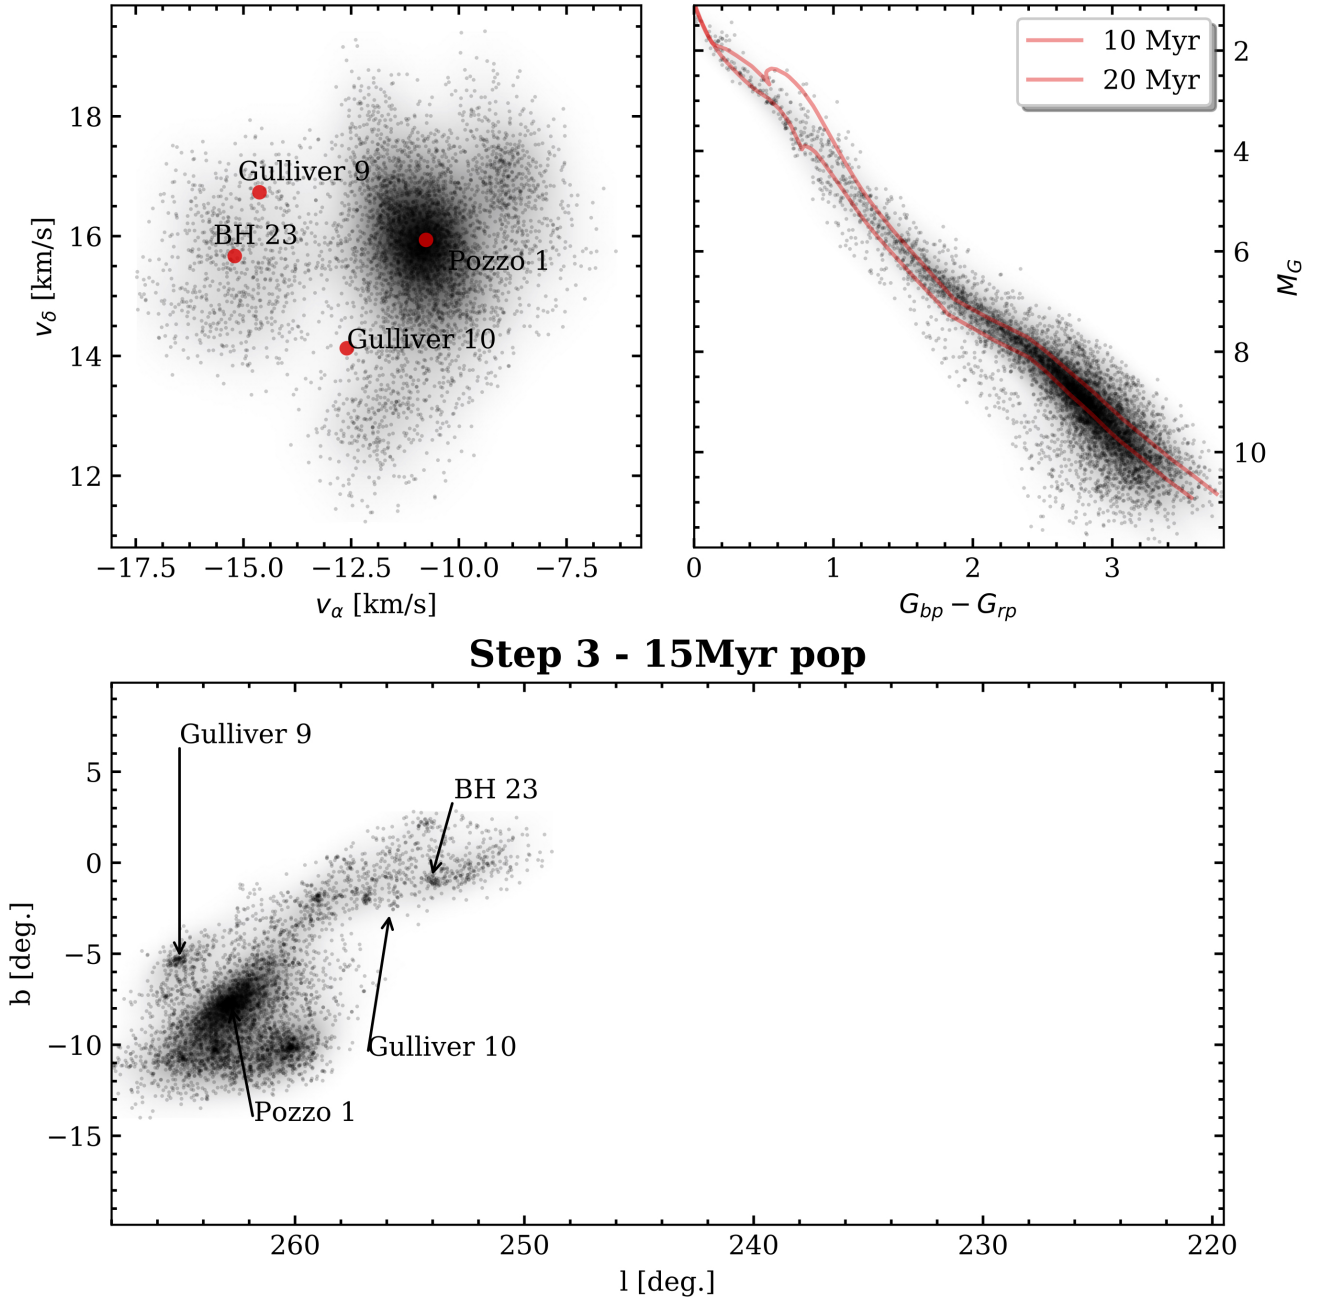 18
16
14
12
v_δ [km/s]
Gulliver 9
BH 23
Pozzo 1
Gulliver 10
−17.5 −15.0 −12.5 −10.0 −7.5
v_α [km/s]
10 Myr
20 Myr
2
4
6
8
10
M_G
0 1 2 3
G_bp − G_rp
Step 3 - 15Myr pop
Gulliver 9
BH 23
Gulliver 10
Pozzo 1
5
0
−5
−10
−15
b [deg.]
260 250 240 230 220
l [deg.]